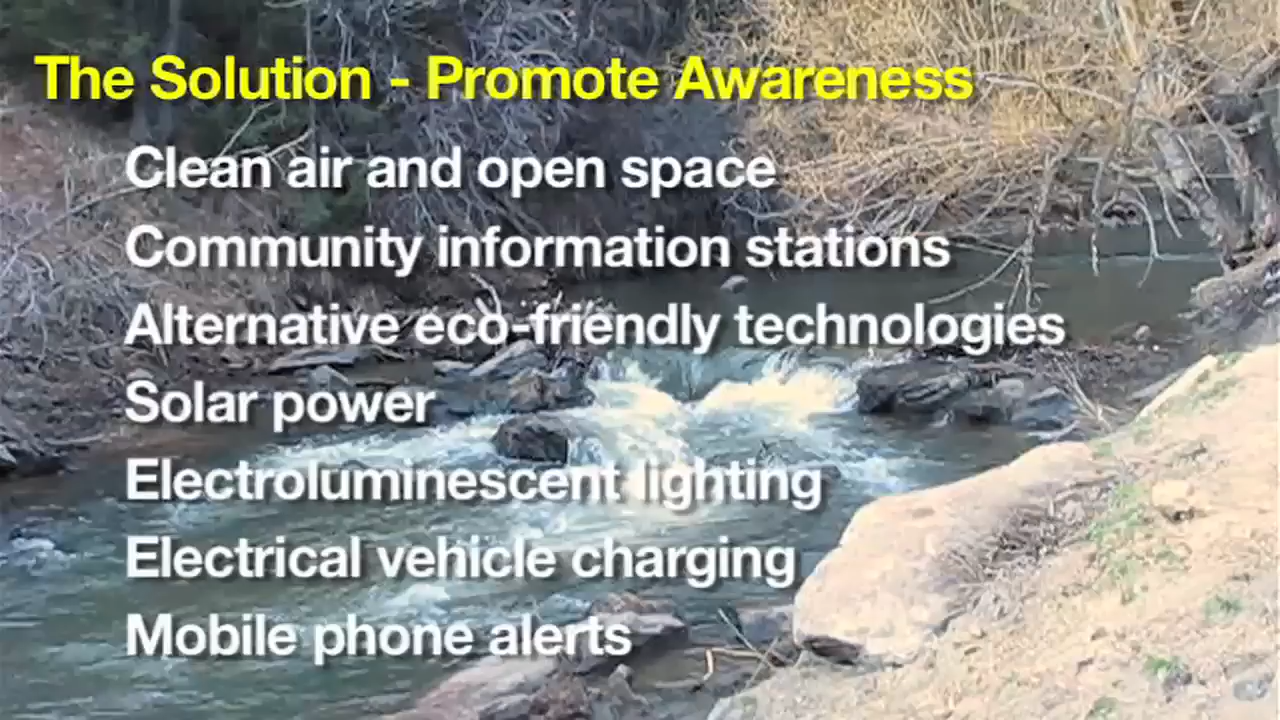 The Solution - Promote Awareness
Clean air and open space
Community information stations
Alternative eco-friendly technologies
Solar power
Electroluminescent lighting
Electrical vehicle charging
Mobile phone alerts